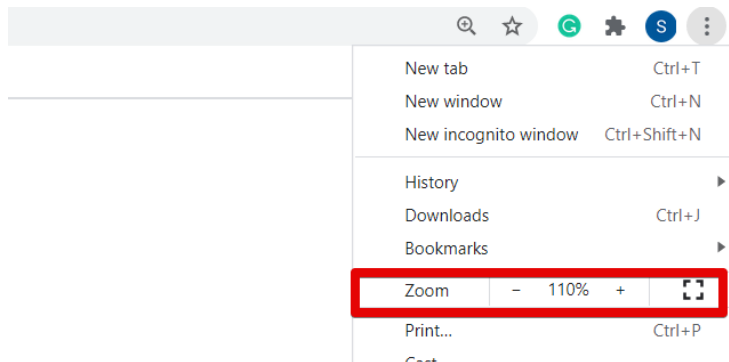 G S
New tab Ctrl+T
New window Ctrl+N
New incognito window Ctrl+Shift+N
History
Downloads Ctrl+J
Bookmarks
Zoom - 110% +
Print... Ctrl+P
Cast